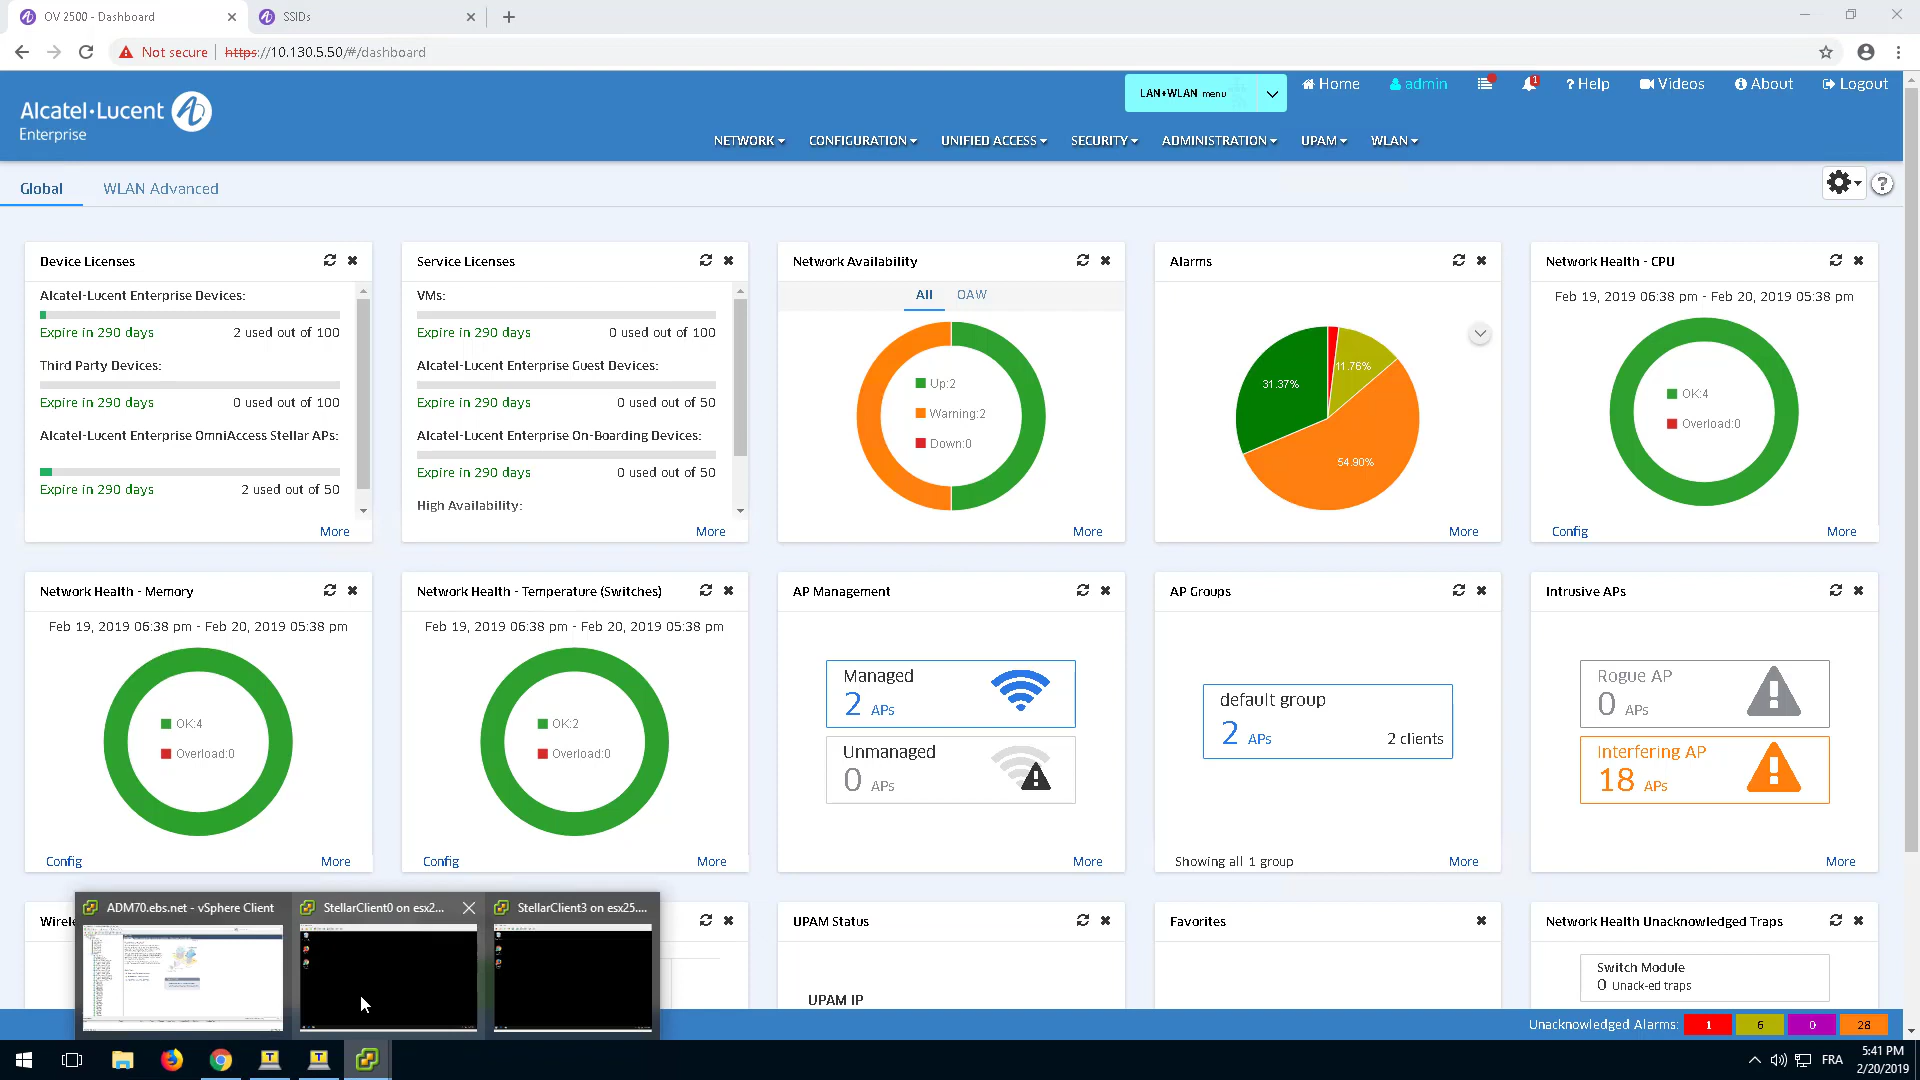 OV 2500 - Dashboard
SSIDs
Not secure
https://10.130.5.50/#/dashboard
LAN+WLAN menu
Home
admin
1
? Help
Videos
About
Logout
Alcatel·Lucent
Enterprise
NETWORK
CONFIGURATION
UNIFIED ACCESS
SECURITY
ADMINISTRATION
UPAM
WLAN
Global
WLAN Advanced
?
Device Licenses
Alcatel-Lucent Enterprise Devices:
Expire in 290 days
2 used out of 100
Third Party Devices:
Expire in 290 days
0 used out of 100
Alcatel-Lucent Enterprise OmniAccess Stellar APs:
Expire in 290 days
2 used out of 50
More
Service Licenses
VMs:
Expire in 290 days
0 used out of 100
Alcatel-Lucent Enterprise Guest Devices:
Expire in 290 days
0 used out of 50
Alcatel-Lucent Enterprise On-Boarding Devices:
Expire in 290 days
0 used out of 50
High Availability:
More
Network Availability
All
OAW
Up:2
Warning:2
Down:0
More
Alarms
11.76%
31.37%
54.90%
More
Network Health - CPU
Feb 19, 2019 06:38 pm - Feb 20, 2019 05:38 pm
OK:4
Overload:0
Config
More
Network Health - Memory
Feb 19, 2019 06:38 pm - Feb 20, 2019 05:38 pm
OK:4
Overload:0
Config
More
Network Health - Temperature (Switches)
Feb 19, 2019 06:38 pm - Feb 20, 2019 05:38 pm
OK:2
Overload:0
Config
More
AP Management
Managed
2 APs
Unmanaged
0 APs
More
AP Groups
default group
2 APs
2 clients
Showing all 1 group
More
Intrusive APs
Rogue AP
0 APs
Interfering AP
18 APs
More
Wirele
ADM70.ebs.net - vSphere Client
StellarClient0 on esx2...
StellarClient3 on esx25....
UPAM Status
UPAM IP
Favorites
Network Health Unacknowledged Traps
Switch Module
0 Unack-ed traps
Unacknowledged Alarms:
1
6
0
28
FRA
5:41 PM
2/20/2019